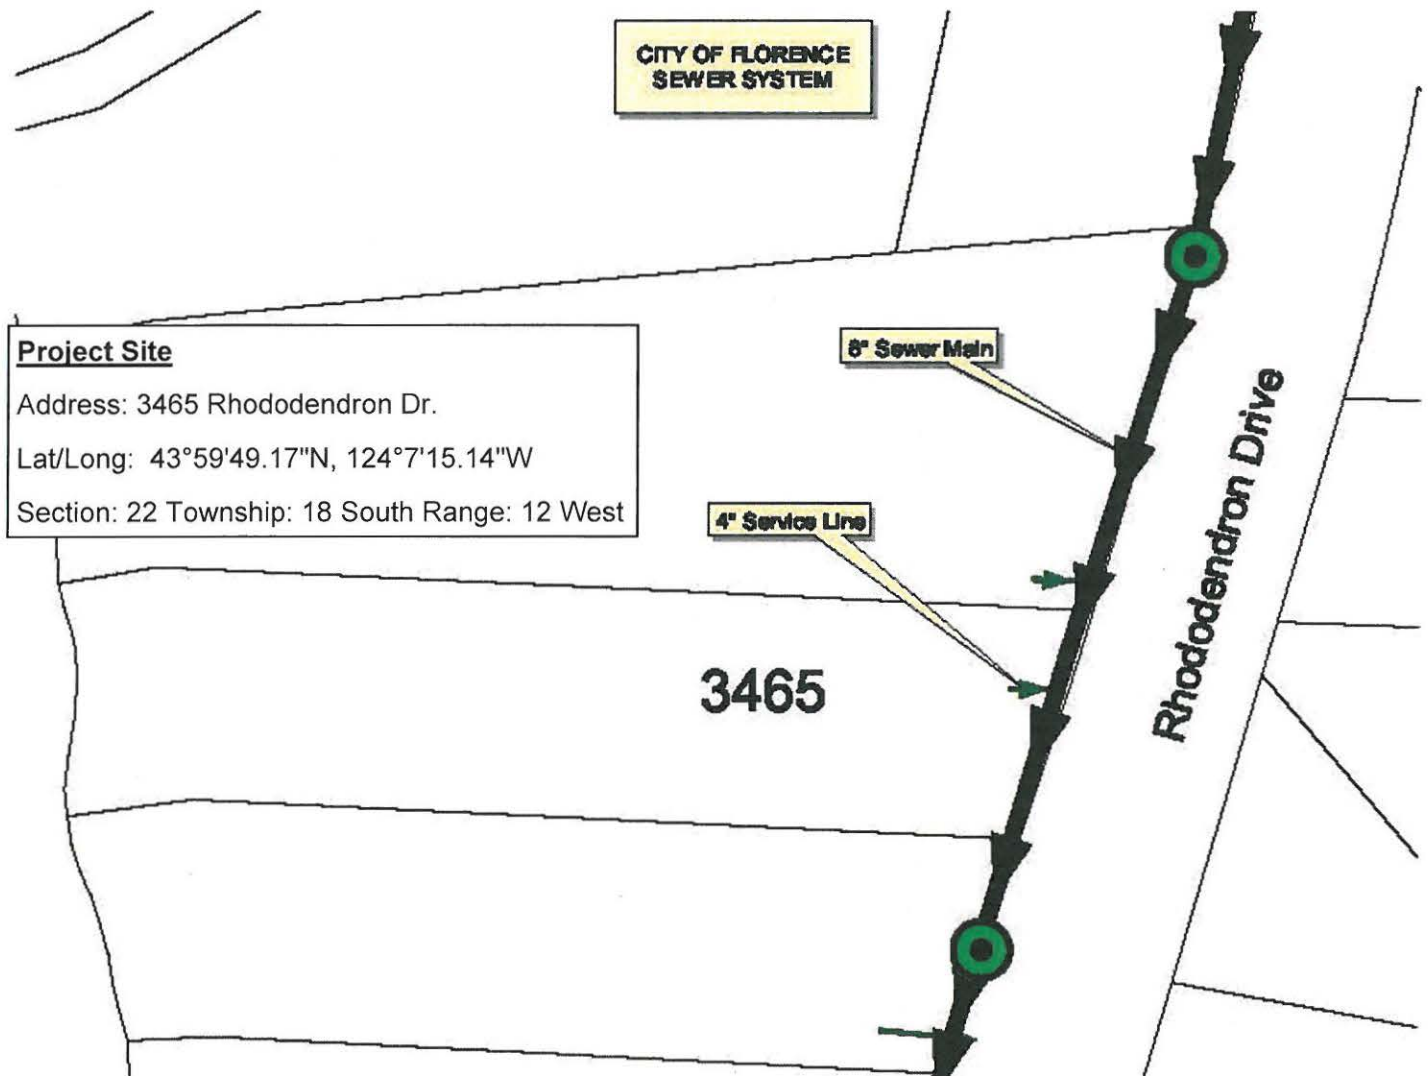 CITY OF FLORENCE
SEWER SYSTEM
Project Site
Address: 3465 Rhododendron Dr.
Lat/Long: 43°59'49.17"N, 124°7'15.14"W
Section: 22 Township: 18 South Range: 12 West
8" Sewer Main
4" Service Line
3465
Rhododendron Drive